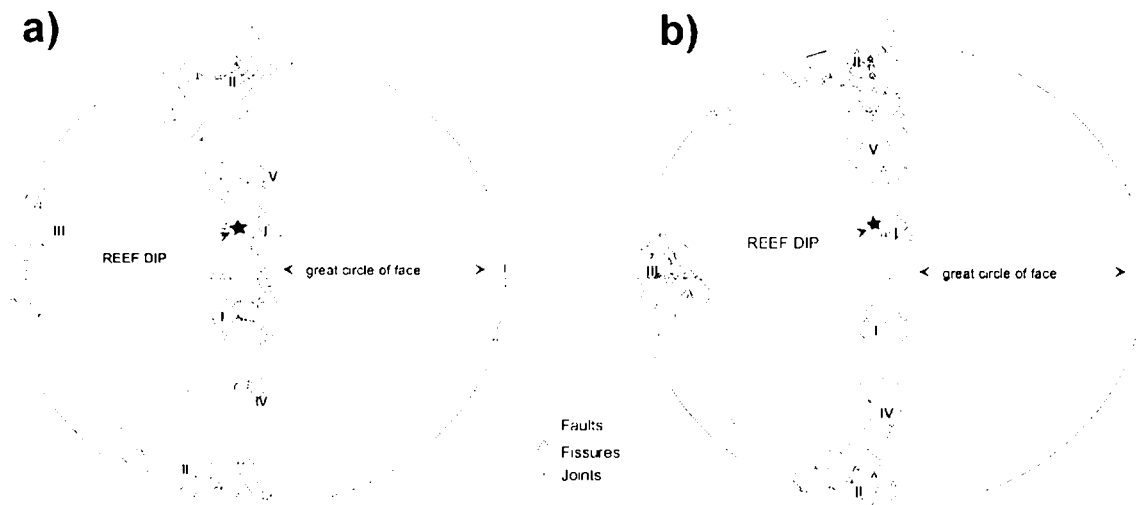 a)
II
V
III
I
REEF DIP
great circle of face
I
I
IV
II
b)
II
V
I
REEF DIP
III
great circle of face
I
IV
II
Faults
Fissures
Joints